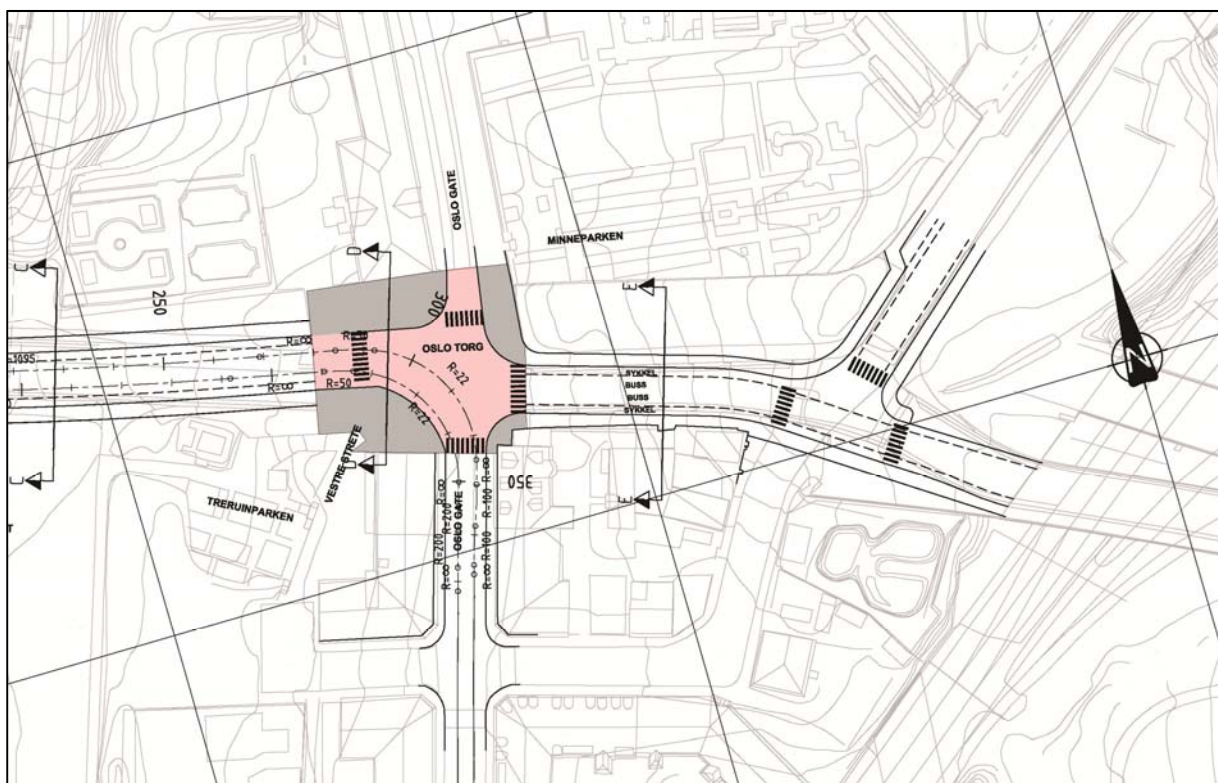 OSLO GATE
MINNEPARKEN
D
C
E
250
300
R=∞
=1095
OSLO TORG
R=22
R=50
R=∞
R=22
SYKKEL
BUSS
BUSS
SYKKEL
VESTRE STRETE
D
C
E
TRERUINPARKEN
350
T
R=∞
R=200
R=200
R=∞
OSLO GATE
R=∞
R=100
R=100
R=∞
N